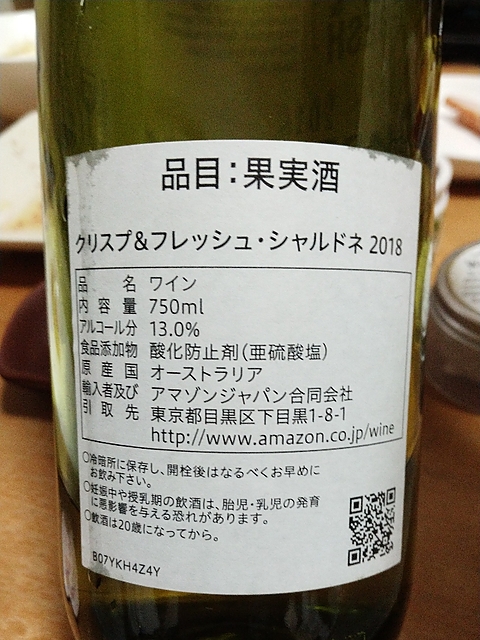 品目：果実酒
クリスプ&フレッシュ・シャルドネ 2018
品名 ワイン
内容量 750ml
アルコール分 13.0%
食品添加物 酸化防止剤(亜硫酸塩)
原産国 オーストラリア
輸入者及び アマゾンジャパン合同会社
引取先 東京都目黒区下目黒1-8-1
http://www.amazon.co.jp/wine
○冷暗所に保存し、開栓後はなるべくお早めに
お飲み下さい。
○妊娠中や授乳期の飲酒は、胎児・乳児の発育
に悪影響を与える恐れがあります。
○飲酒は20歳になってから。
B07YKH4Z4Y